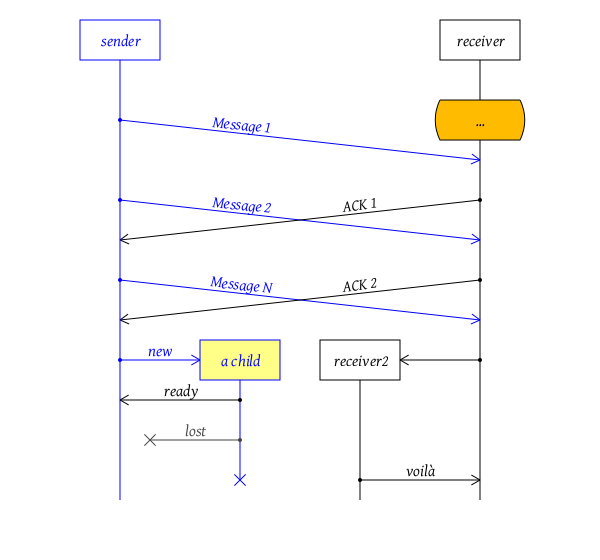 sender
receiver
...
Message 1
Message 2
ACK 1
Message N
ACK 2
new
a child
receiver2
ready
lost
voilà